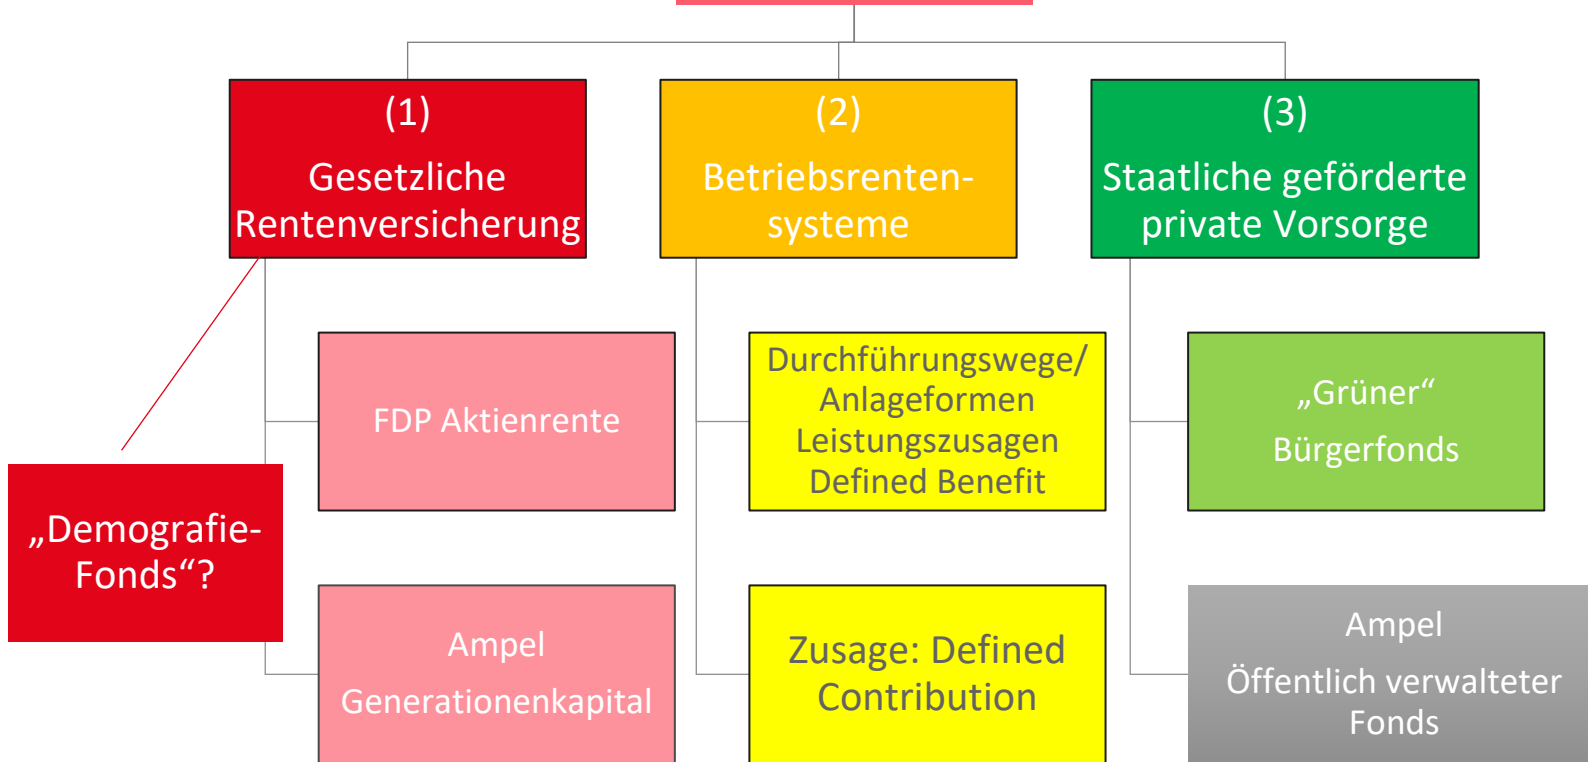 (1)
Gesetzliche
Rentenversicherung
(2)
Betriebsrenten-
systeme
(3)
Staatliche geförderte
private Vorsorge
FDP Aktienrente
Durchführungswege/
Anlageformen
Leistungszusagen
Defined Benefit
„Grüner“
Bürgerfonds
„Demografie-
Fonds“?
Ampel
Generationenkapital
Zusage: Defined
Contribution
Ampel
Öffentlich verwalteter
Fonds